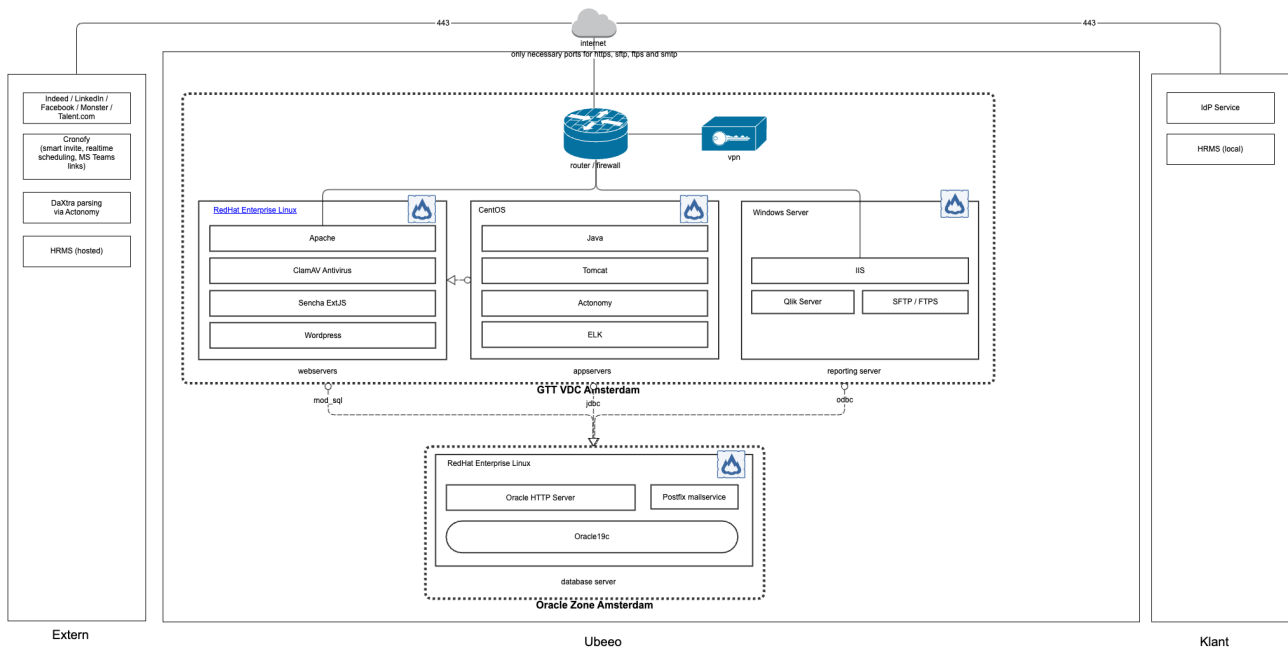 443
443
internet
only necessary ports for https, sftp, ftps and smtp
Indeed / LinkedIn /
Facebook / Monster /
Talent.com
Cronofy
(smart invite, realtime
scheduling, MS Teams
links)
DaXtra parsing
via Actonomy
HRMS (hosted)
Extern
router / firewall
vpn
RedHat Enterprise Linux
Apache
ClamAV Antivirus
Sencha ExtJS
Wordpress
webservers
CentOS
Java
Tomcat
Actonomy
ELK
appservers
Windows Server
IIS
Qlik Server
SFTP / FTPS
reporting server
GTT VDC Amsterdam
mod_sql
jdbc
odbc
RedHat Enterprise Linux
Oracle HTTP Server
Postfix mailservice
Oracle19c
database server
Oracle Zone Amsterdam
Ubeeo
IdP Service
HRMS (local)
Klant